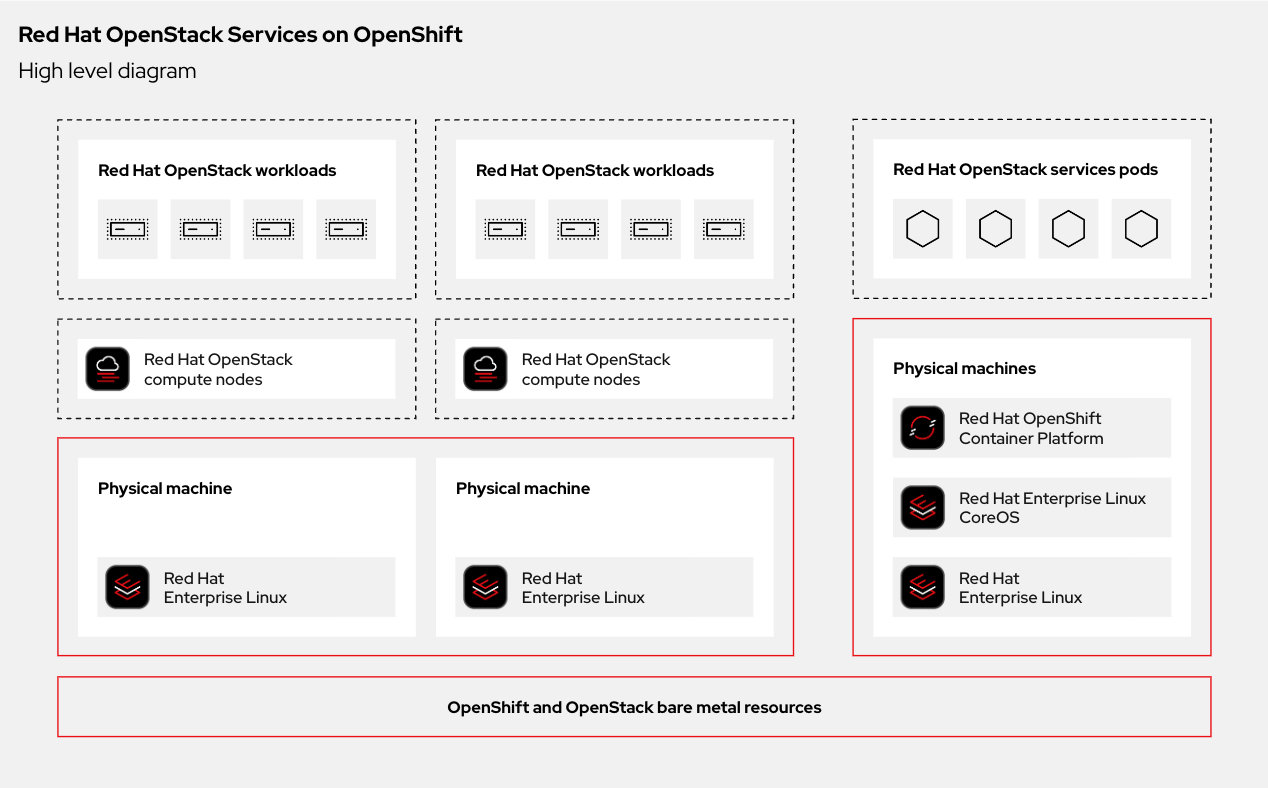 Red Hat OpenStack Services on OpenShift
High level diagram
Red Hat OpenStack workloads
Red Hat OpenStack workloads
Red Hat OpenStack services pods
Red Hat OpenStack
compute nodes
Red Hat OpenStack
compute nodes
Physical machines
Red Hat OpenShift
Container Platform
Red Hat Enterprise Linux
CoreOS
Red Hat
Enterprise Linux
Physical machine
Red Hat
Enterprise Linux
Physical machine
Red Hat
Enterprise Linux
OpenShift and OpenStack bare metal resources